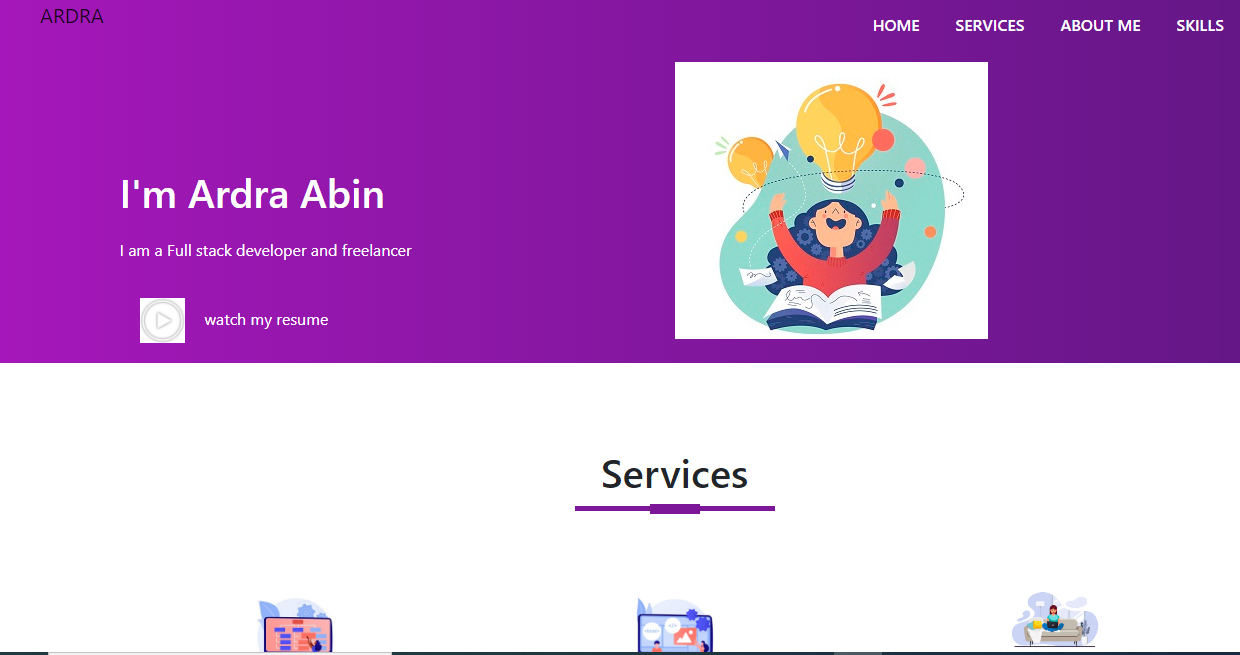 ARDRA
HOME SERVICES ABOUT ME SKILLS
I'm Ardra Abin
I am a Full stack developer and freelancer
watch my resume
Services